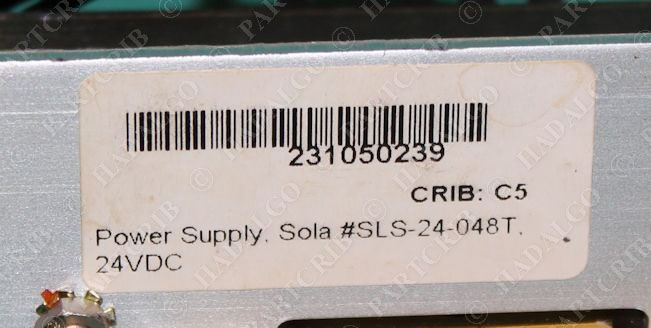 231050239
CRIB: C5
Power Supply, Sola #SLS-24-048T,
24VDC